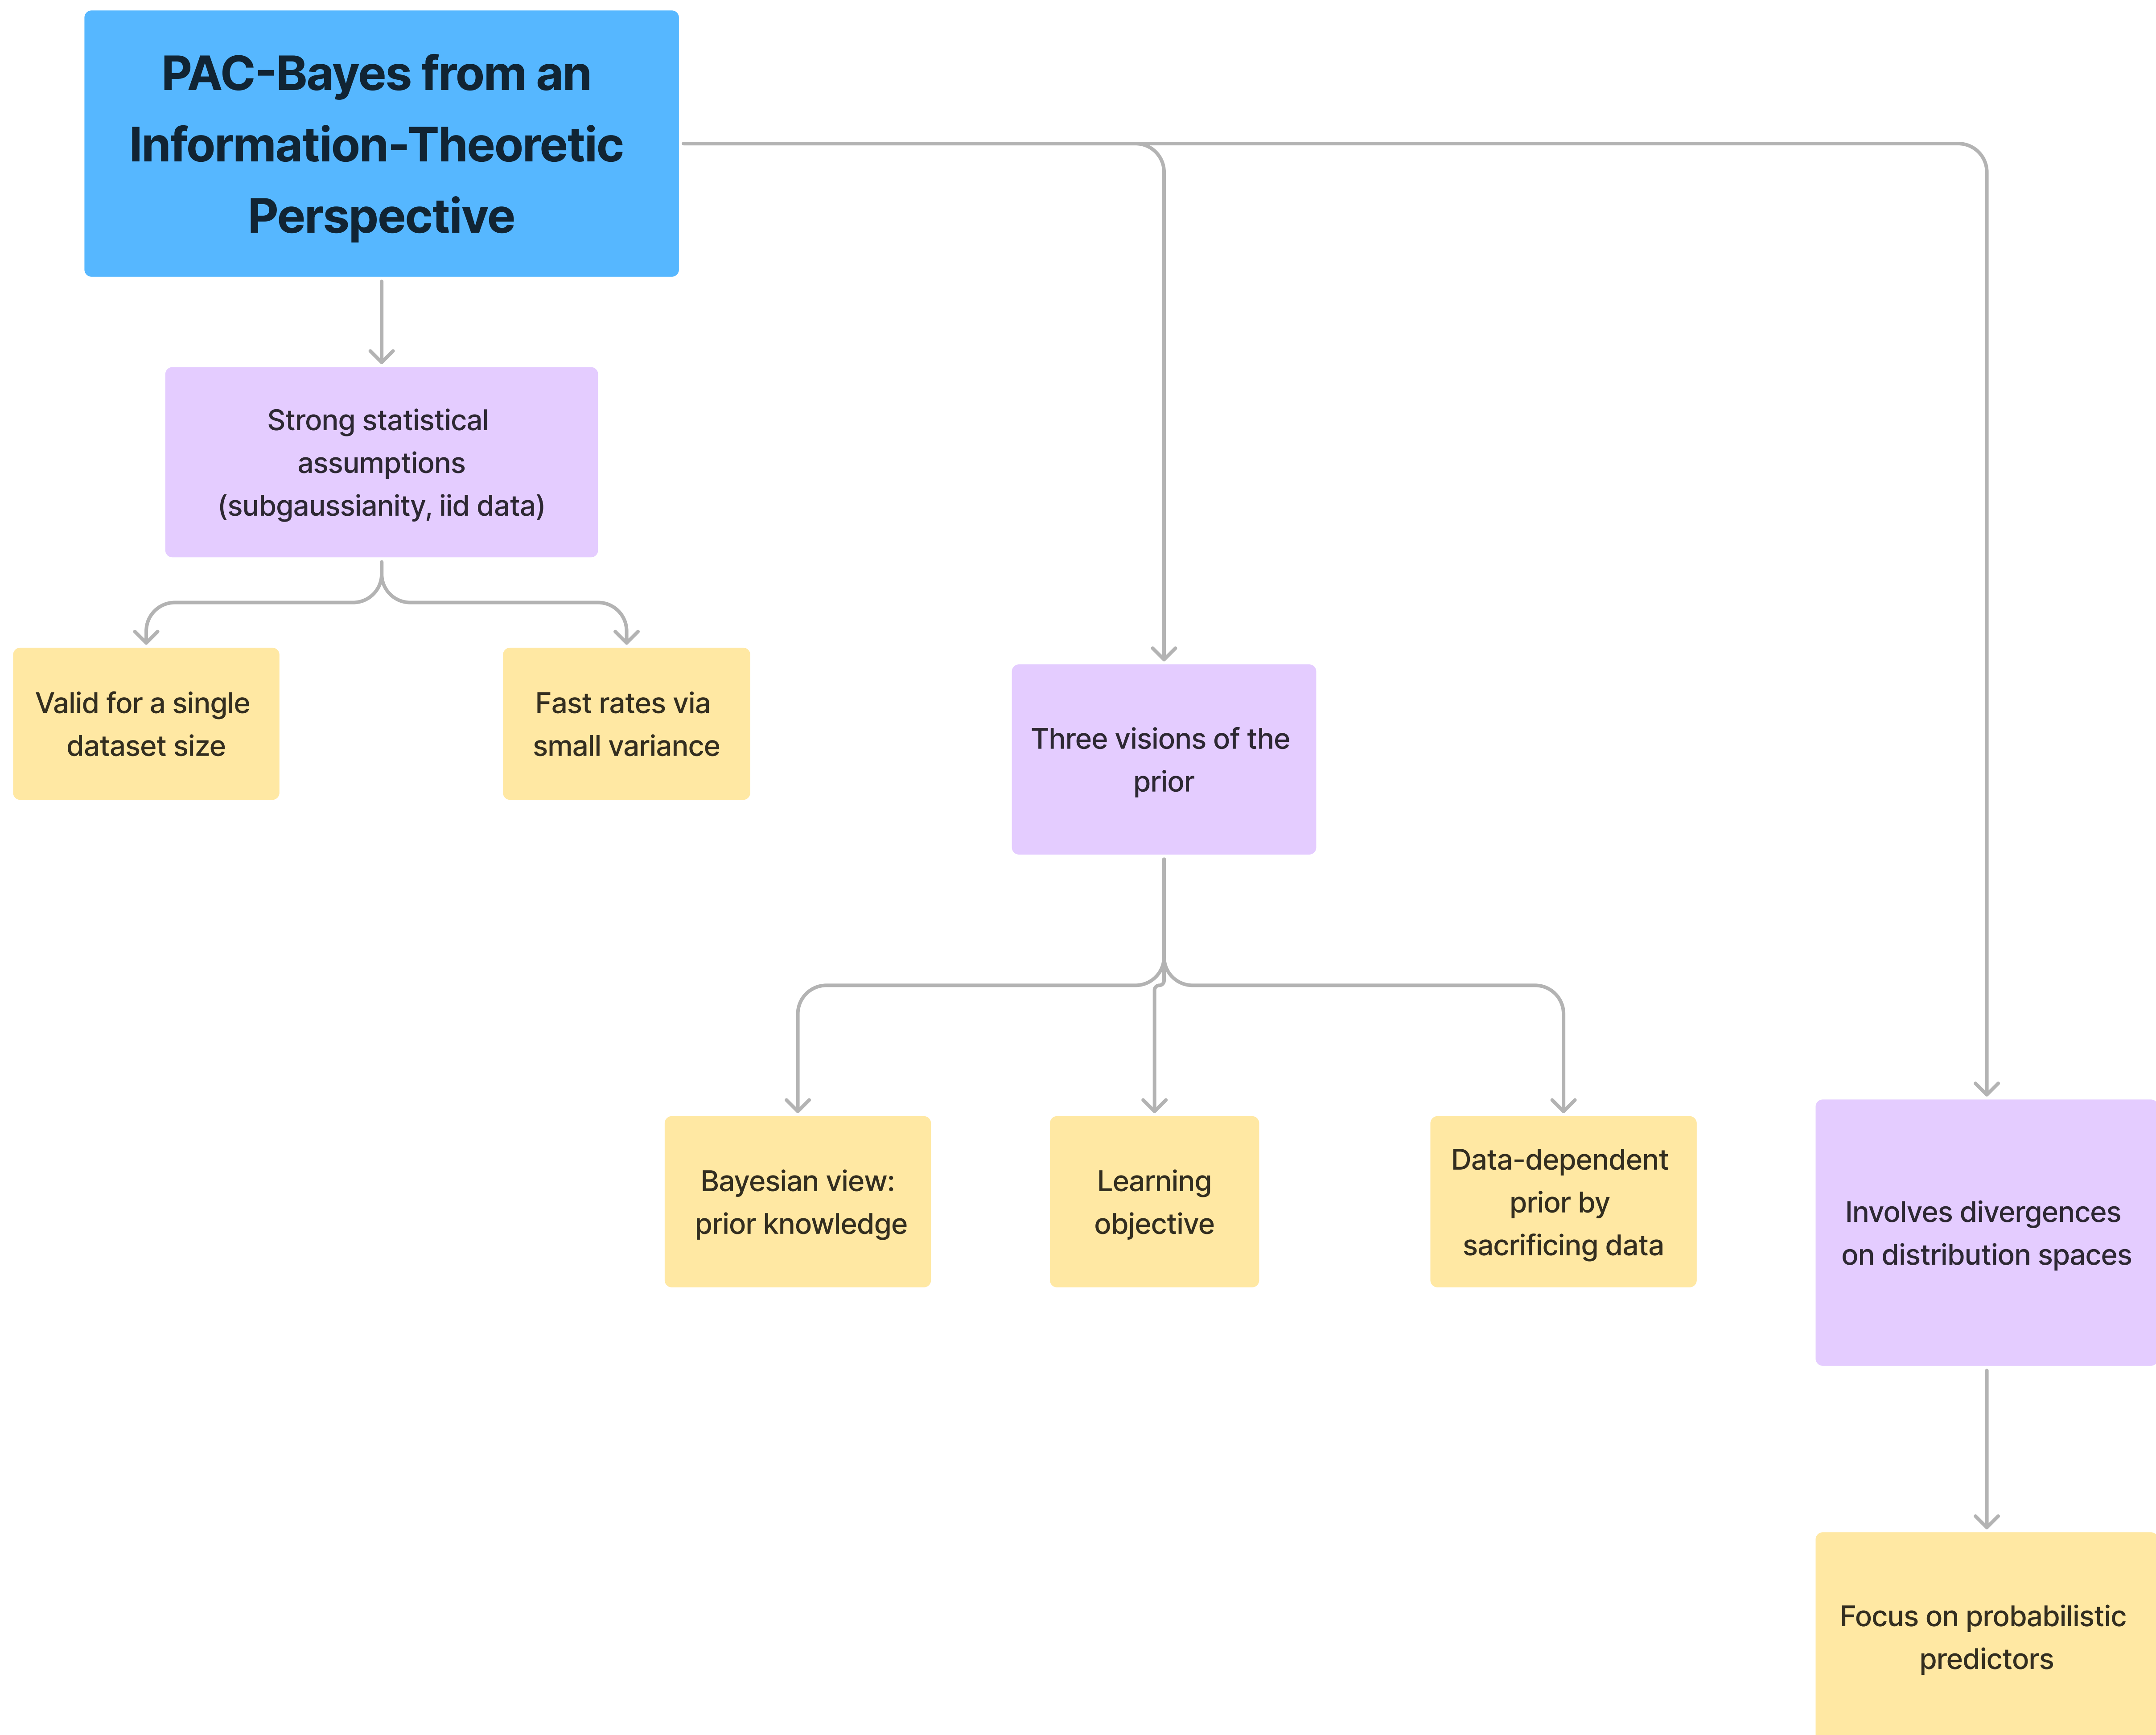 PAC-Bayes from an
Information-Theoretic
Perspective
Strong statistical
assumptions
(subgaussianity, iid data)
Valid for a single
dataset size
Fast rates via
small variance
Three visions of the
prior
Bayesian view:
prior knowledge
Learning
objective
Data-dependent
prior by
sacrificing data
Involves divergences
on distribution spaces
Focus on probabilistic
predictors